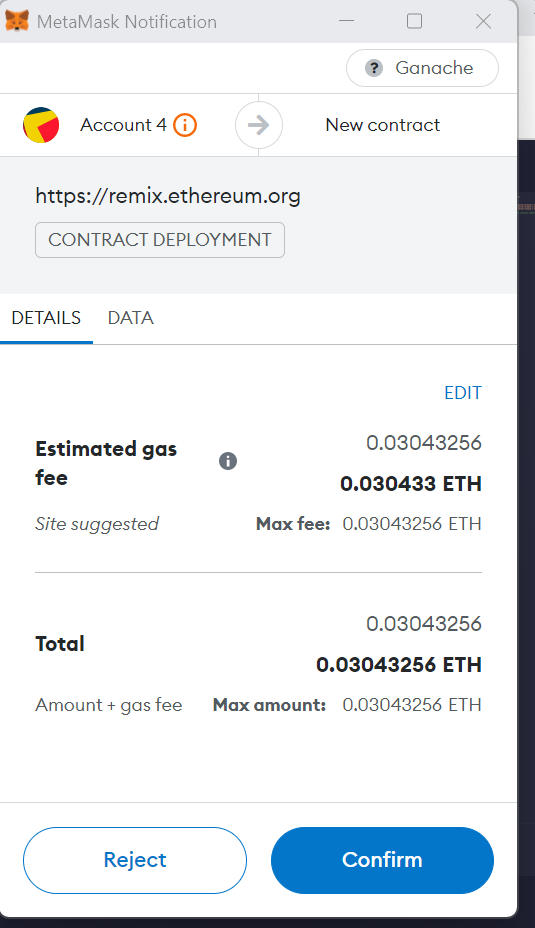 MetaMask Notification
? Ganache
Account 4
New contract
https://remix.ethereum.org
CONTRACT DEPLOYMENT
DETAILS DATA
EDIT
Estimated gas fee
0.03043256
0.030433 ETH
Site suggested
Max fee: 0.03043256 ETH
Total
0.03043256
0.03043256 ETH
Amount + gas fee
Max amount: 0.03043256 ETH
Reject
Confirm